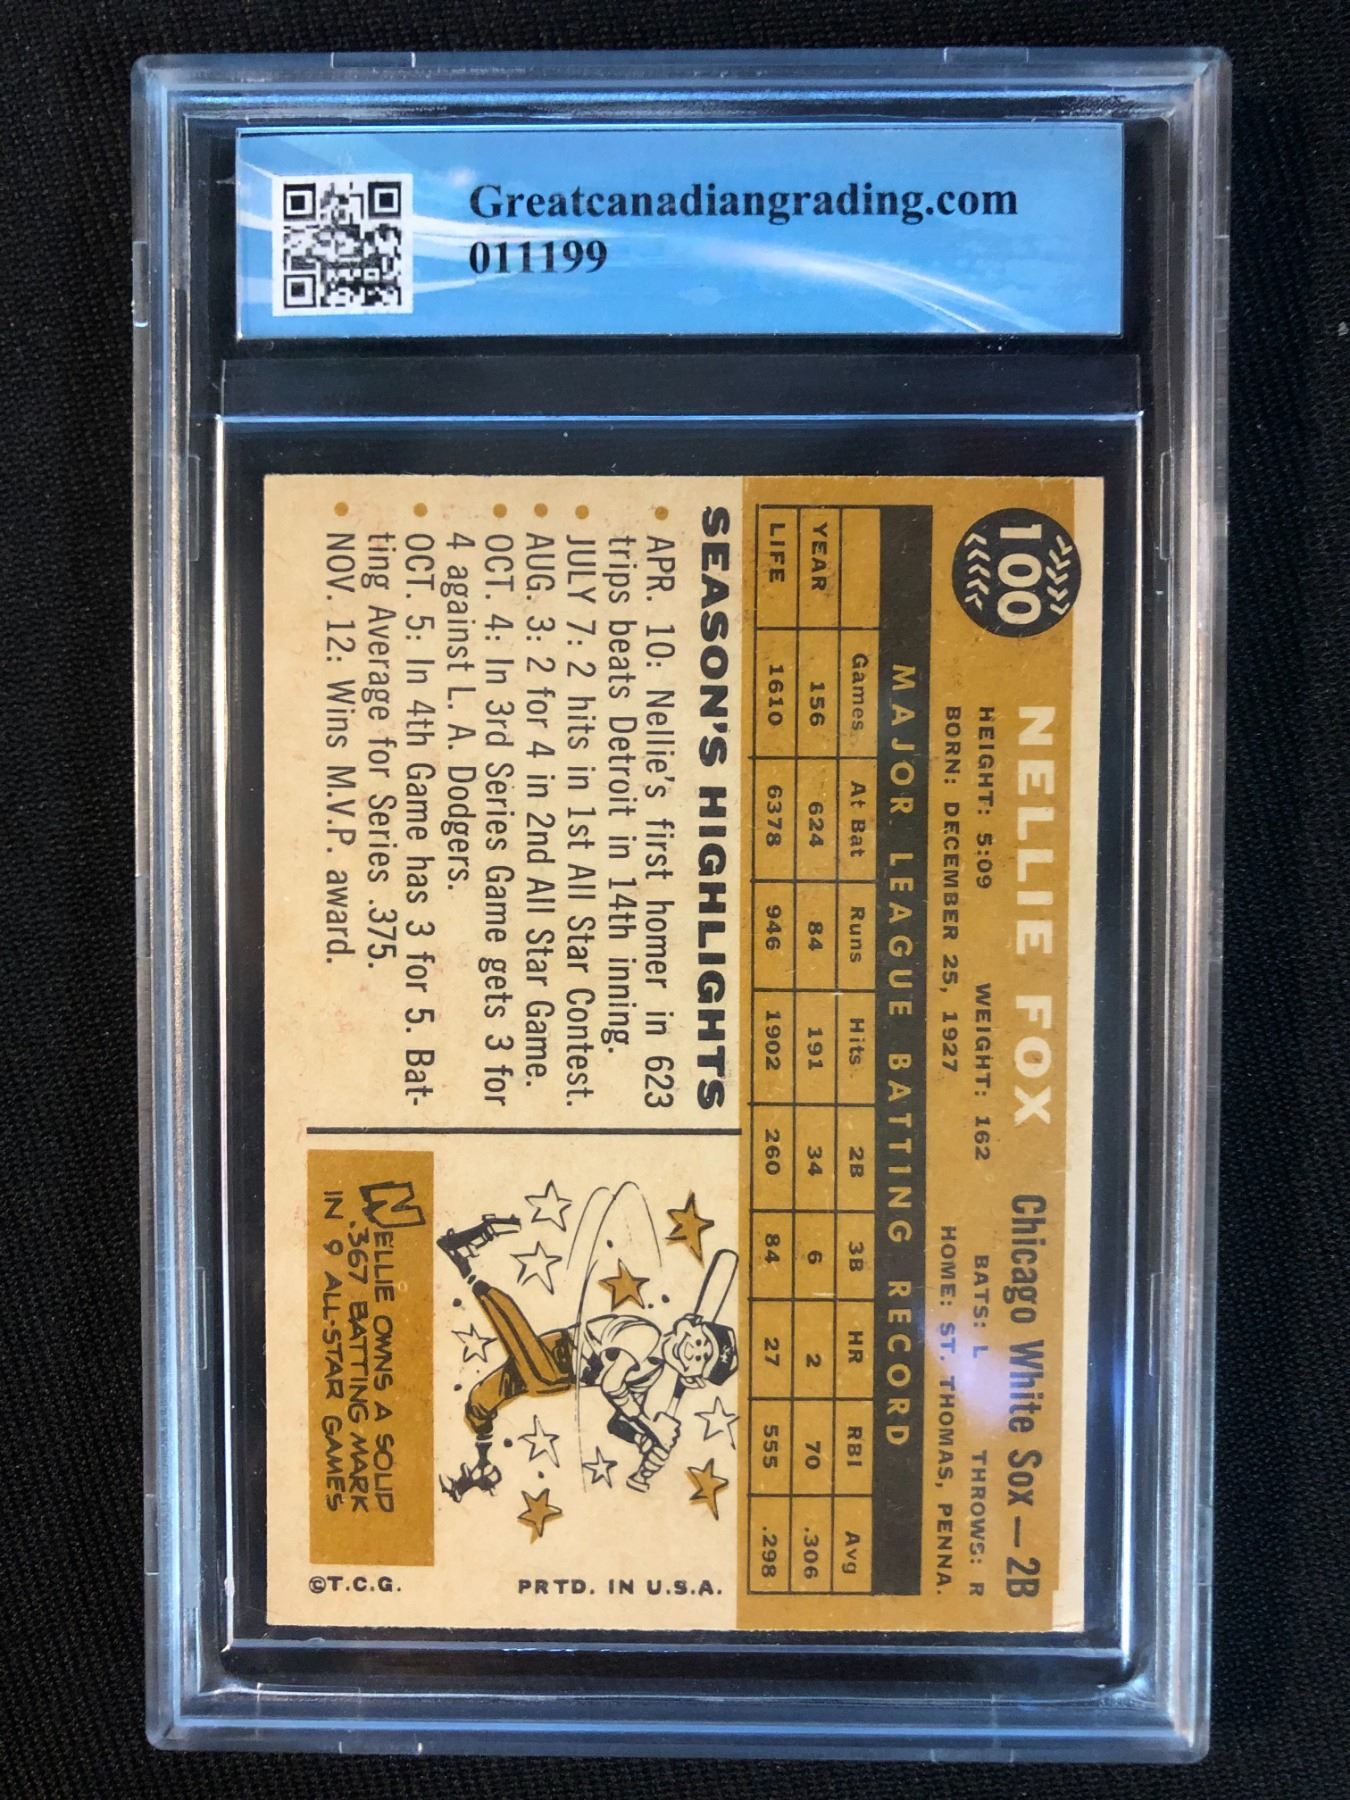 Greatcanadiangrading.com
011199
100
NELLIE FOX Chicago White Sox — 2B
HEIGHT: 5:09 WEIGHT: 162 BATS: L THROWS: R
BORN: DECEMBER 25, 1927 HOME: ST. THOMAS, PENNA.
MAJOR LEAGUE BATTING RECORD
Games At Bat Runs Hits 2B 3B HR RBI Avg
YEAR 156 624 84 191 34 6 2 70 .306
LIFE 1610 6378 946 1902 260 84 27 555 .298
SEASON'S HIGHLIGHTS
• APR. 10: Nellie's first homer in 623
trips beats Detroit in 14th inning.
• JULY 7: 2 hits in 1st All Star Contest.
• AUG. 3: 2 for 4 in 2nd All Star Game.
• OCT. 4: In 3rd Series Game gets 3 for
4 against L. A. Dodgers.
• OCT. 5: In 4th Game has 3 for 5. Bat-
ting Average for Series .375.
• NOV. 12: Wins M.V.P. award.
NELLIE OWNS A SOLID
.367 BATTING MARK
IN 9 ALL-STAR GAMES
PRTD. IN U.S.A.
©T.C.G.